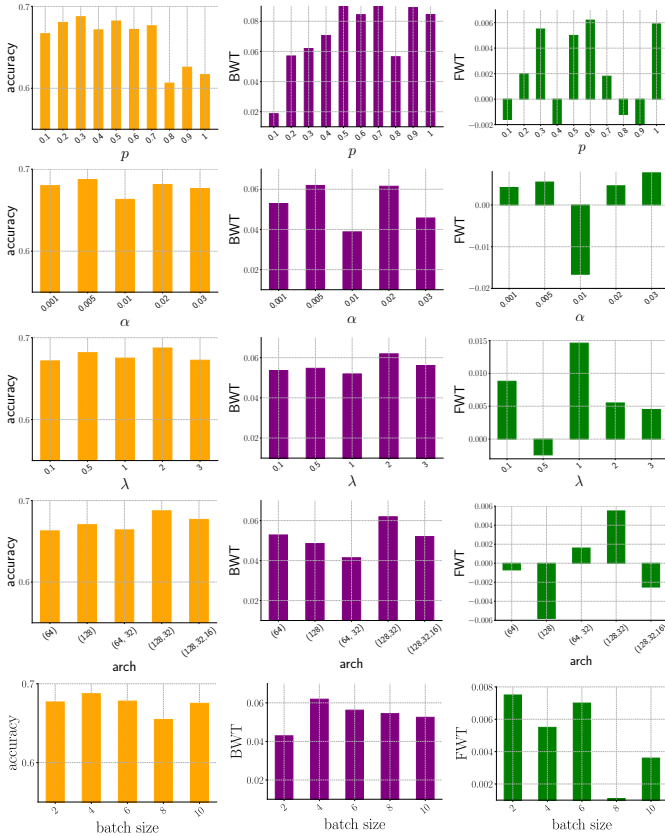 0.7
0.6
accuracy
0.1 0.2 0.3 0.4 0.5 0.6 0.7 0.8 0.9 1
p
0.08
0.06
0.04
0.02
BWT
0.1 0.2 0.3 0.4 0.5 0.6 0.7 0.8 0.9 1
p
0.006
0.004
0.002
0.000
−0.002
FWT
0.1 0.2 0.3 0.4 0.5 0.6 0.7 0.8 0.9 1
p
0.7
0.6
accuracy
0.001 0.005 0.01 0.02 0.03
α
0.06
0.04
0.02
BWT
0.001 0.005 0.01 0.02 0.03
α
0.00
−0.01
−0.02
FWT
0.001 0.005 0.01 0.02 0.03
α
0.7
0.6
accuracy
0.1 0.5 1 2 3
λ
0.06
0.04
0.02
BWT
0.1 0.5 1 2 3
λ
0.015
0.010
0.005
0.000
FWT
0.1 0.5 1 2 3
λ
0.7
0.6
accuracy
(64) (128) (64, 32) (128,32) (128,32,16)
arch
0.06
0.04
0.02
BWT
(64) (128) (64, 32) (128,32) (128,32,16)
arch
0.006
0.004
0.002
0.000
−0.002
−0.004
−0.006
FWT
(64) (128) (64, 32) (128,32) (128,32,16)
arch
0.7
0.6
accuracy
2 4 6 8 10
batch size
0.06
0.04
0.02
BWT
2 4 6 8 10
batch size
0.008
0.006
0.004
0.002
FWT
2 4 6 8 10
batch size